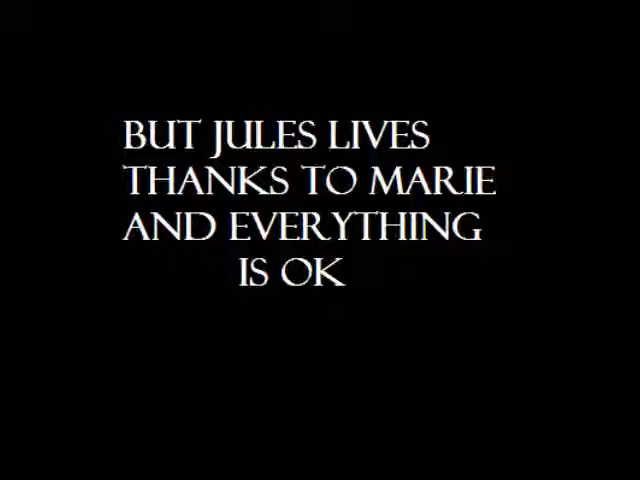 BUT JULES LIVES
THANKS TO MARIE
AND EVERYTHING
IS OK